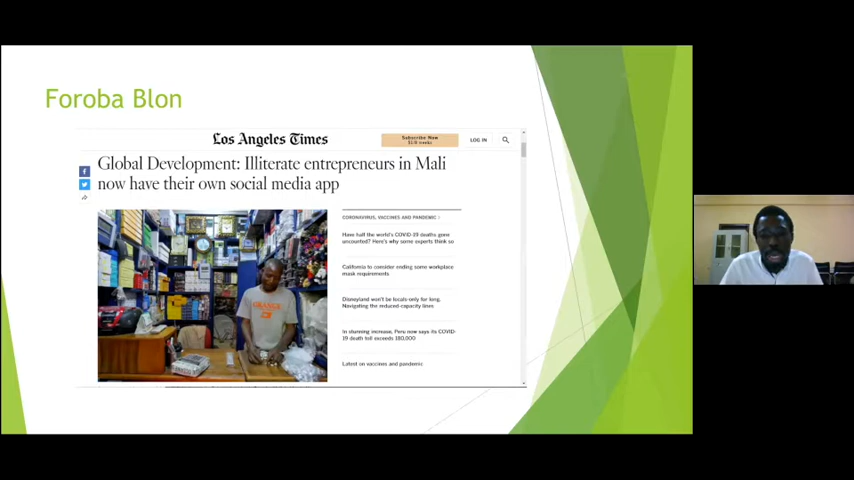 Foroba Blon
Los Angeles Times
Subscribe Now
LOG IN
Global Development: Illiterate entrepreneurs in Mali
now have their own social media app
CORONAVIRUS, VACCINES AND PANDEMIC
Have half the world's COVID-19 deaths gone
uncounted? Here's why some experts think so
California to consider ending some workplace
mask requirements
Disneyland won't be locals-only for long.
Navigating the reduced-capacity lines
In stunning increase, Peru now says its COVID-
19 death toll exceeds 180,000
Latest on vaccines and pandemic